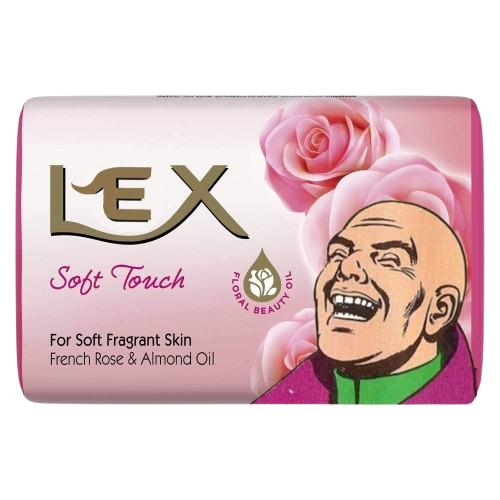 LEX
Soft Touch
FLORAL BEAUTY OIL
For Soft Fragrant Skin
French Rose & Almond Oil